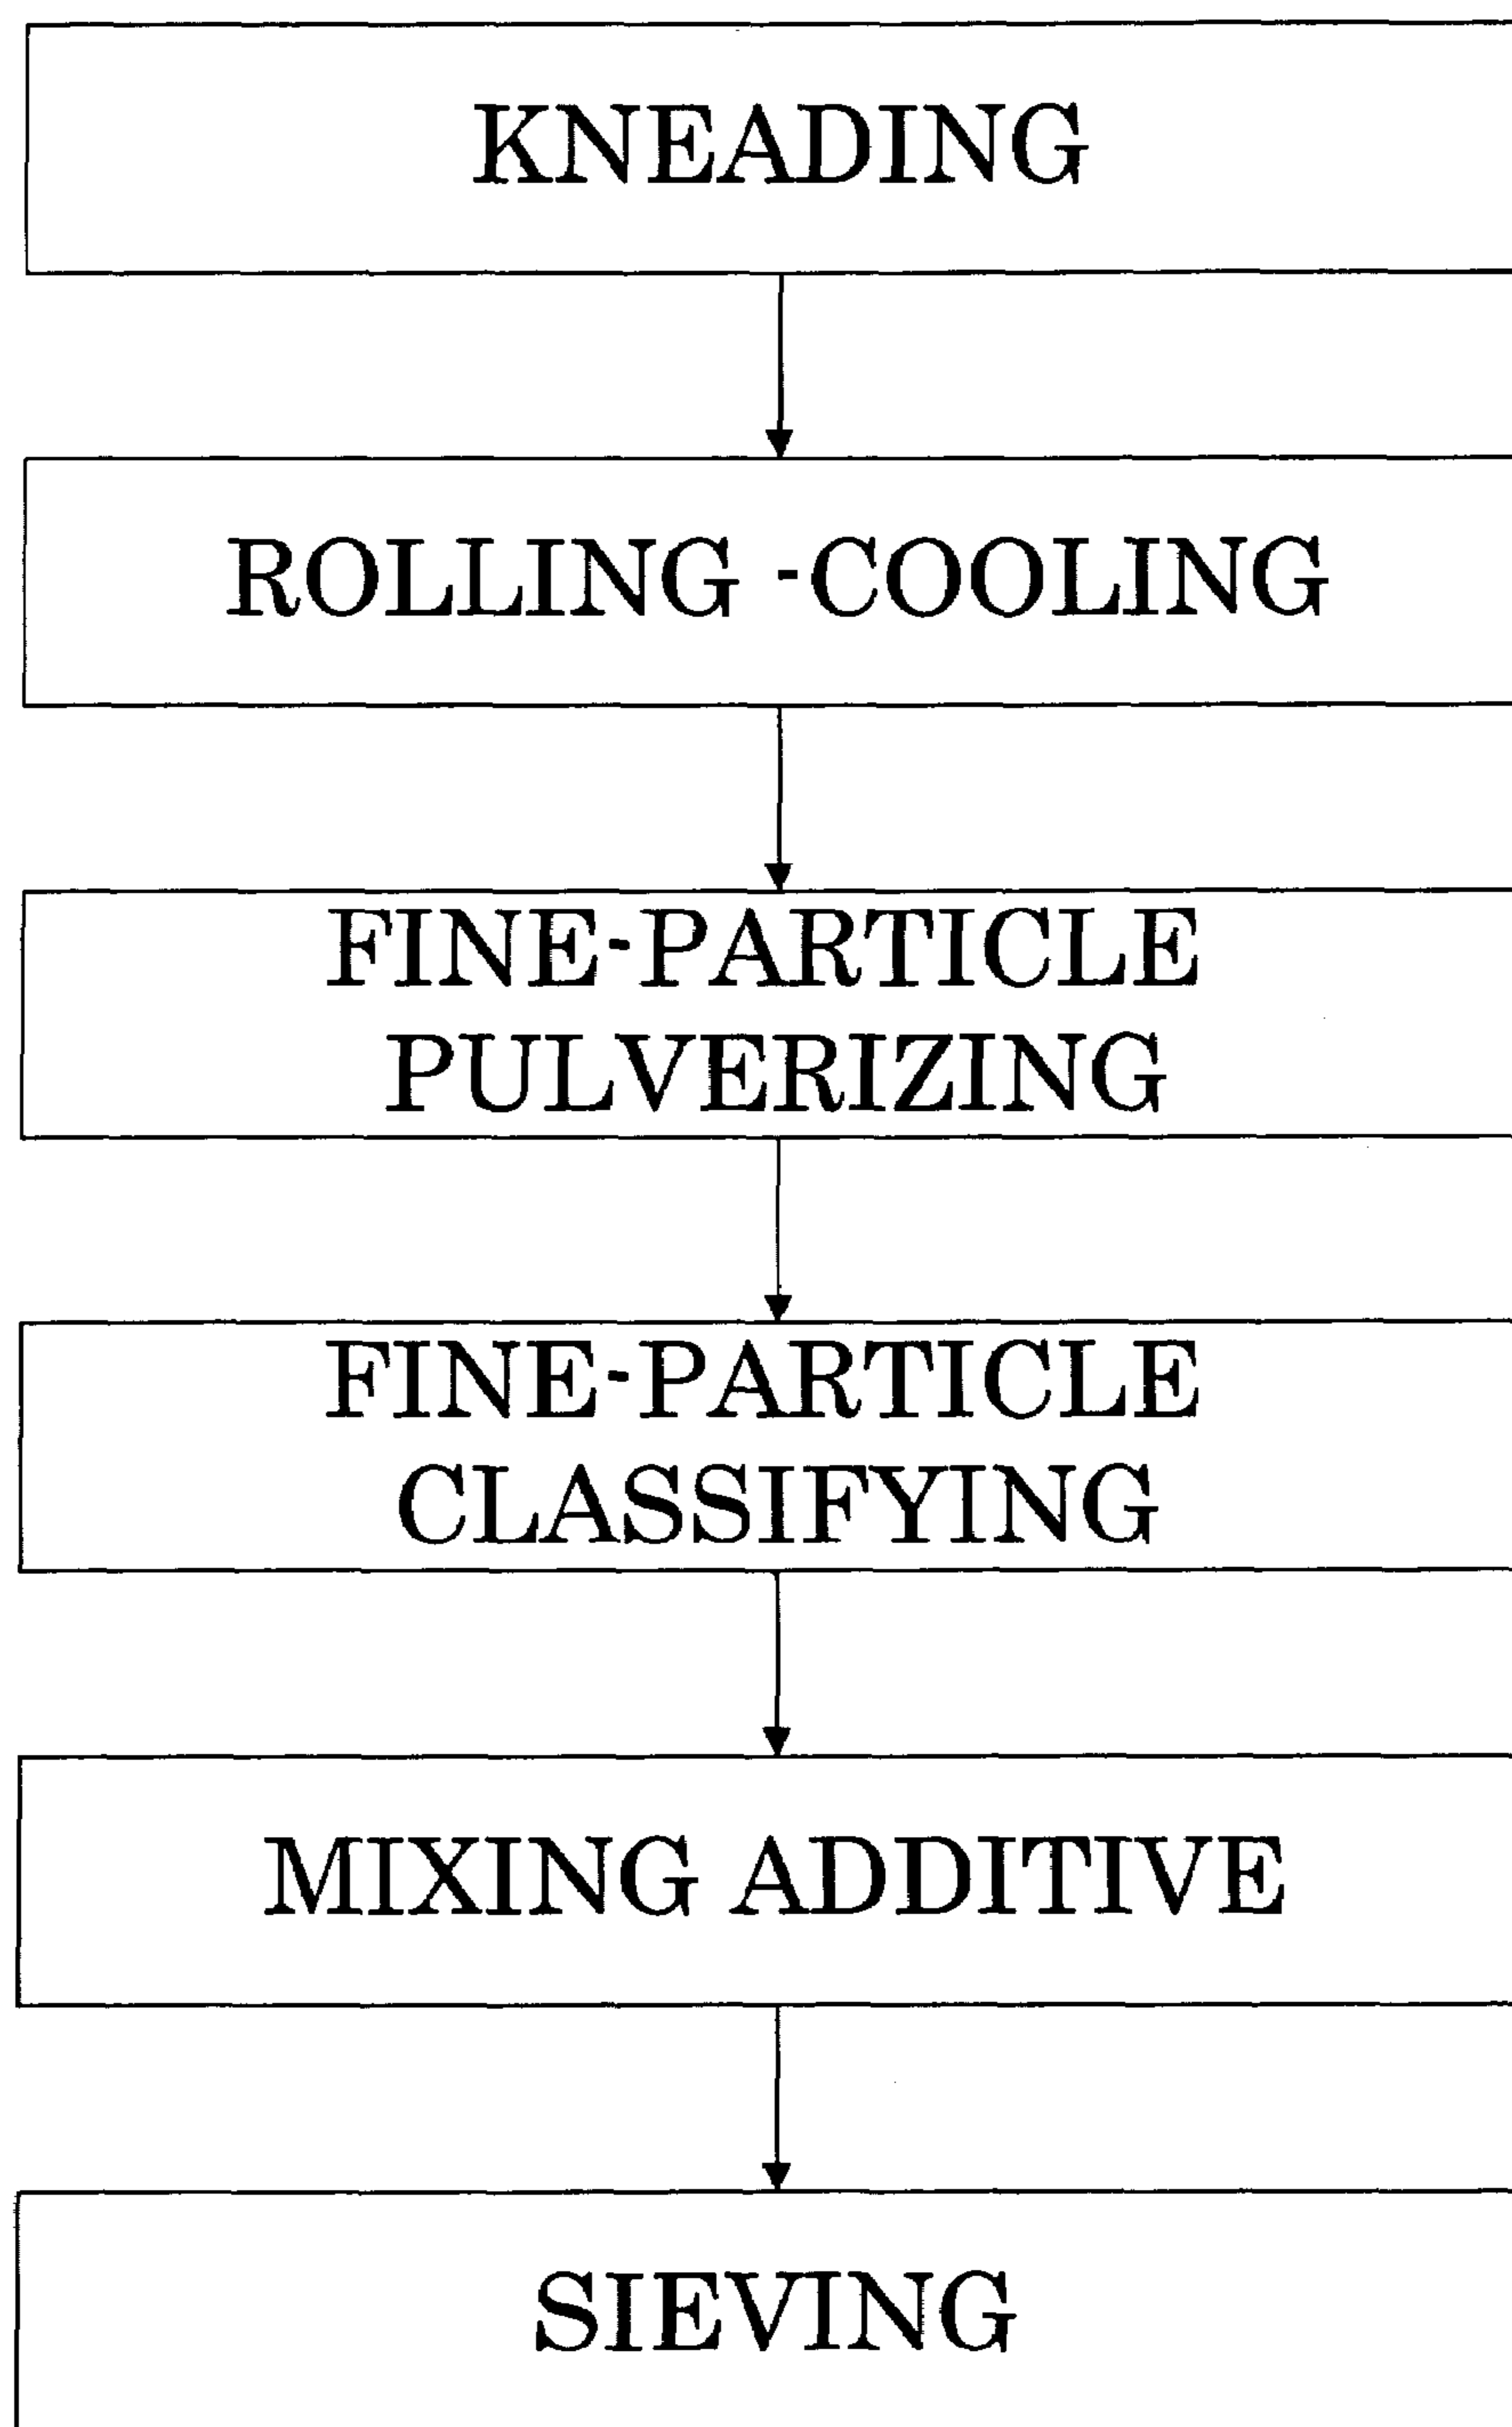 KNEADING
ROLLING -COOLING
FINE-PARTICLE
PULVERIZING
FINE-PARTICLE
CLASSIFYING
MIXING ADDITIVE
SIEVING